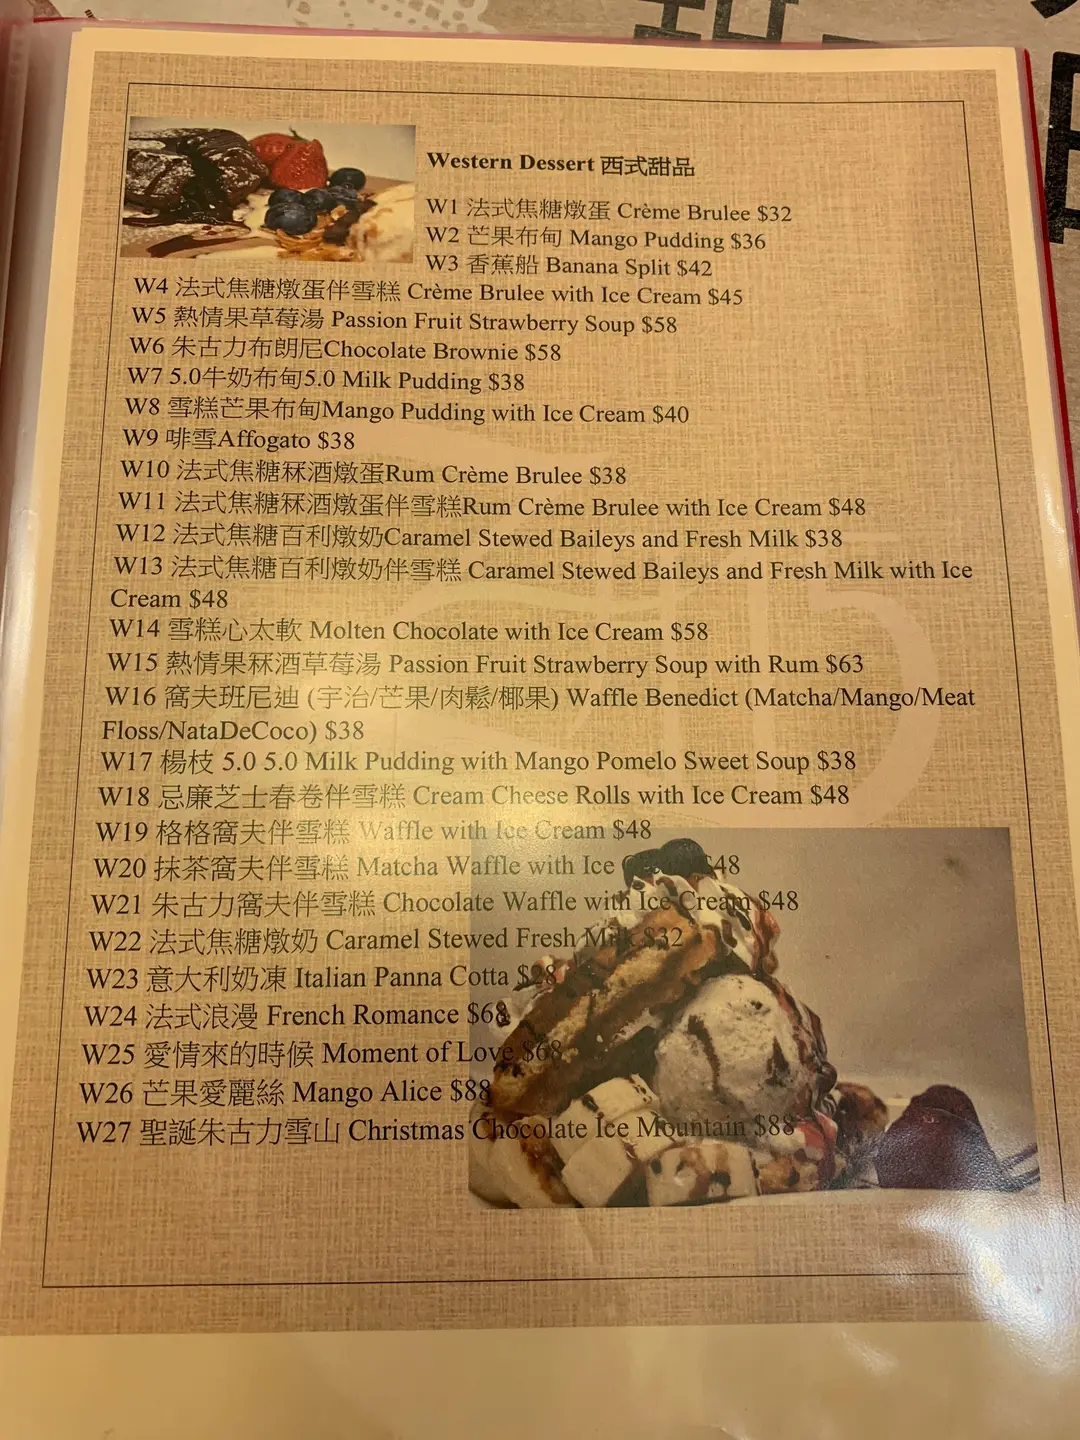 Western Dessert 西式甜品
W1 法式焦糖燉蛋 Crème Brulee $32
W2 芒果布甸 Mango Pudding $36
W3 香蕉船 Banana Split $42
W4 法式焦糖燉蛋伴雪糕 Crème Brulee with Ice Cream $45
W5 熱情果草莓湯 Passion Fruit Strawberry Soup $58
W6 朱古力布朗尼Chocolate Brownie $58
W7 5.0牛奶布甸5.0 Milk Pudding $38
W8 雪糕芒果布甸Mango Pudding with Ice Cream $40
W9 啡雪Affogato $38
W10 法式焦糖冧酒燉蛋Rum Crème Brulee $38
W11 法式焦糖冧酒燉蛋伴雪糕Rum Crème Brulee with Ice Cream $48
W12 法式焦糖百利燉奶Caramel Stewed Baileys and Fresh Milk $38
W13 法式焦糖百利燉奶伴雪糕 Caramel Stewed Baileys and Fresh Milk with Ice
Cream $48
W14 雪糕心太軟 Molten Chocolate with Ice Cream $58
W15 熱情果冧酒草莓湯 Passion Fruit Strawberry Soup with Rum $63
W16 窩夫班尼迪 (宇治/芒果/肉鬆/椰果) Waffle Benedict (Matcha/Mango/Meat
Floss/NataDeCoco) $38
W17 楊枝 5.0 5.0 Milk Pudding with Mango Pomelo Sweet Soup $38
W18 忌廉芝士春卷伴雪糕 Cream Cheese Rolls with Ice Cream $48
W19 格格窩夫伴雪糕 Waffle with Ice Cream $48
W20 抹茶窩夫伴雪糕 Matcha Waffle with Ice Cream $48
W21 朱古力窩夫伴雪糕 Chocolate Waffle with Ice Cream $48
W22 法式焦糖燉奶 Caramel Stewed Fresh Milk $32
W23 意大利奶凍 Italian Panna Cotta $28
W24 法式浪漫 French Romance $68
W25 愛情來的時候 Moment of Love $68
W26 芒果愛麗絲 Mango Alice $88
W27 聖誕朱古力雪山 Christmas Chocolate Ice Mountain $88